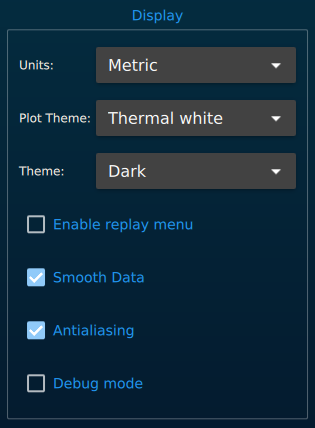 Display
Units: Metric
Plot Theme: Thermal white
Theme: Dark
Enable replay menu
Smooth Data
Antialiasing
Debug mode